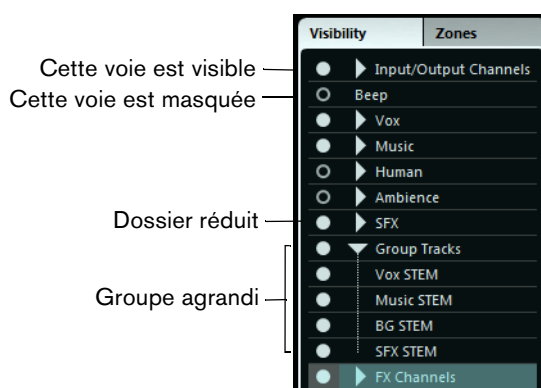 Visibility
Zones
Cette voie est visible
Input/Output Channels
Cette voie est masquée
Beep
Vox
Music
Human
Ambience
Dossier réduit
SFX
Group Tracks
Vox STEM
Groupe agrandi
Music STEM
BG STEM
SFX STEM
FX Channels